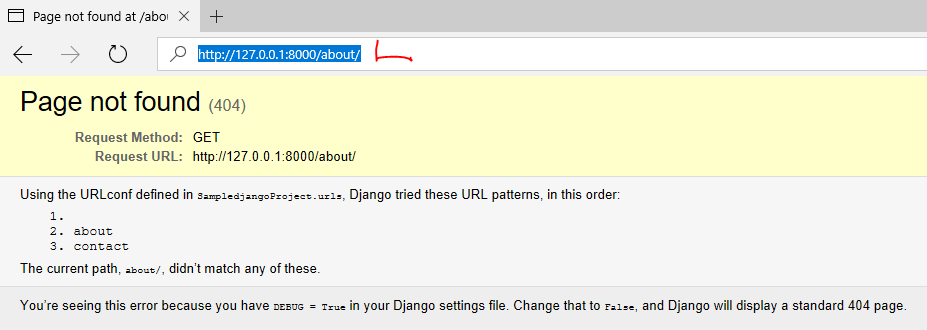 Page not found at /abou
http://127.0.0.1:8000/about/
Page not found (404)
Request Method: GET
Request URL: http://127.0.0.1:8000/about/
Using the URLconf defined in SampledjangoProject.urls, Django tried these URL patterns, in this order:
1.
2. about
3. contact
The current path, about/, didn’t match any of these.
You’re seeing this error because you have DEBUG = True in your Django settings file. Change that to False, and Django will display a standard 404 page.